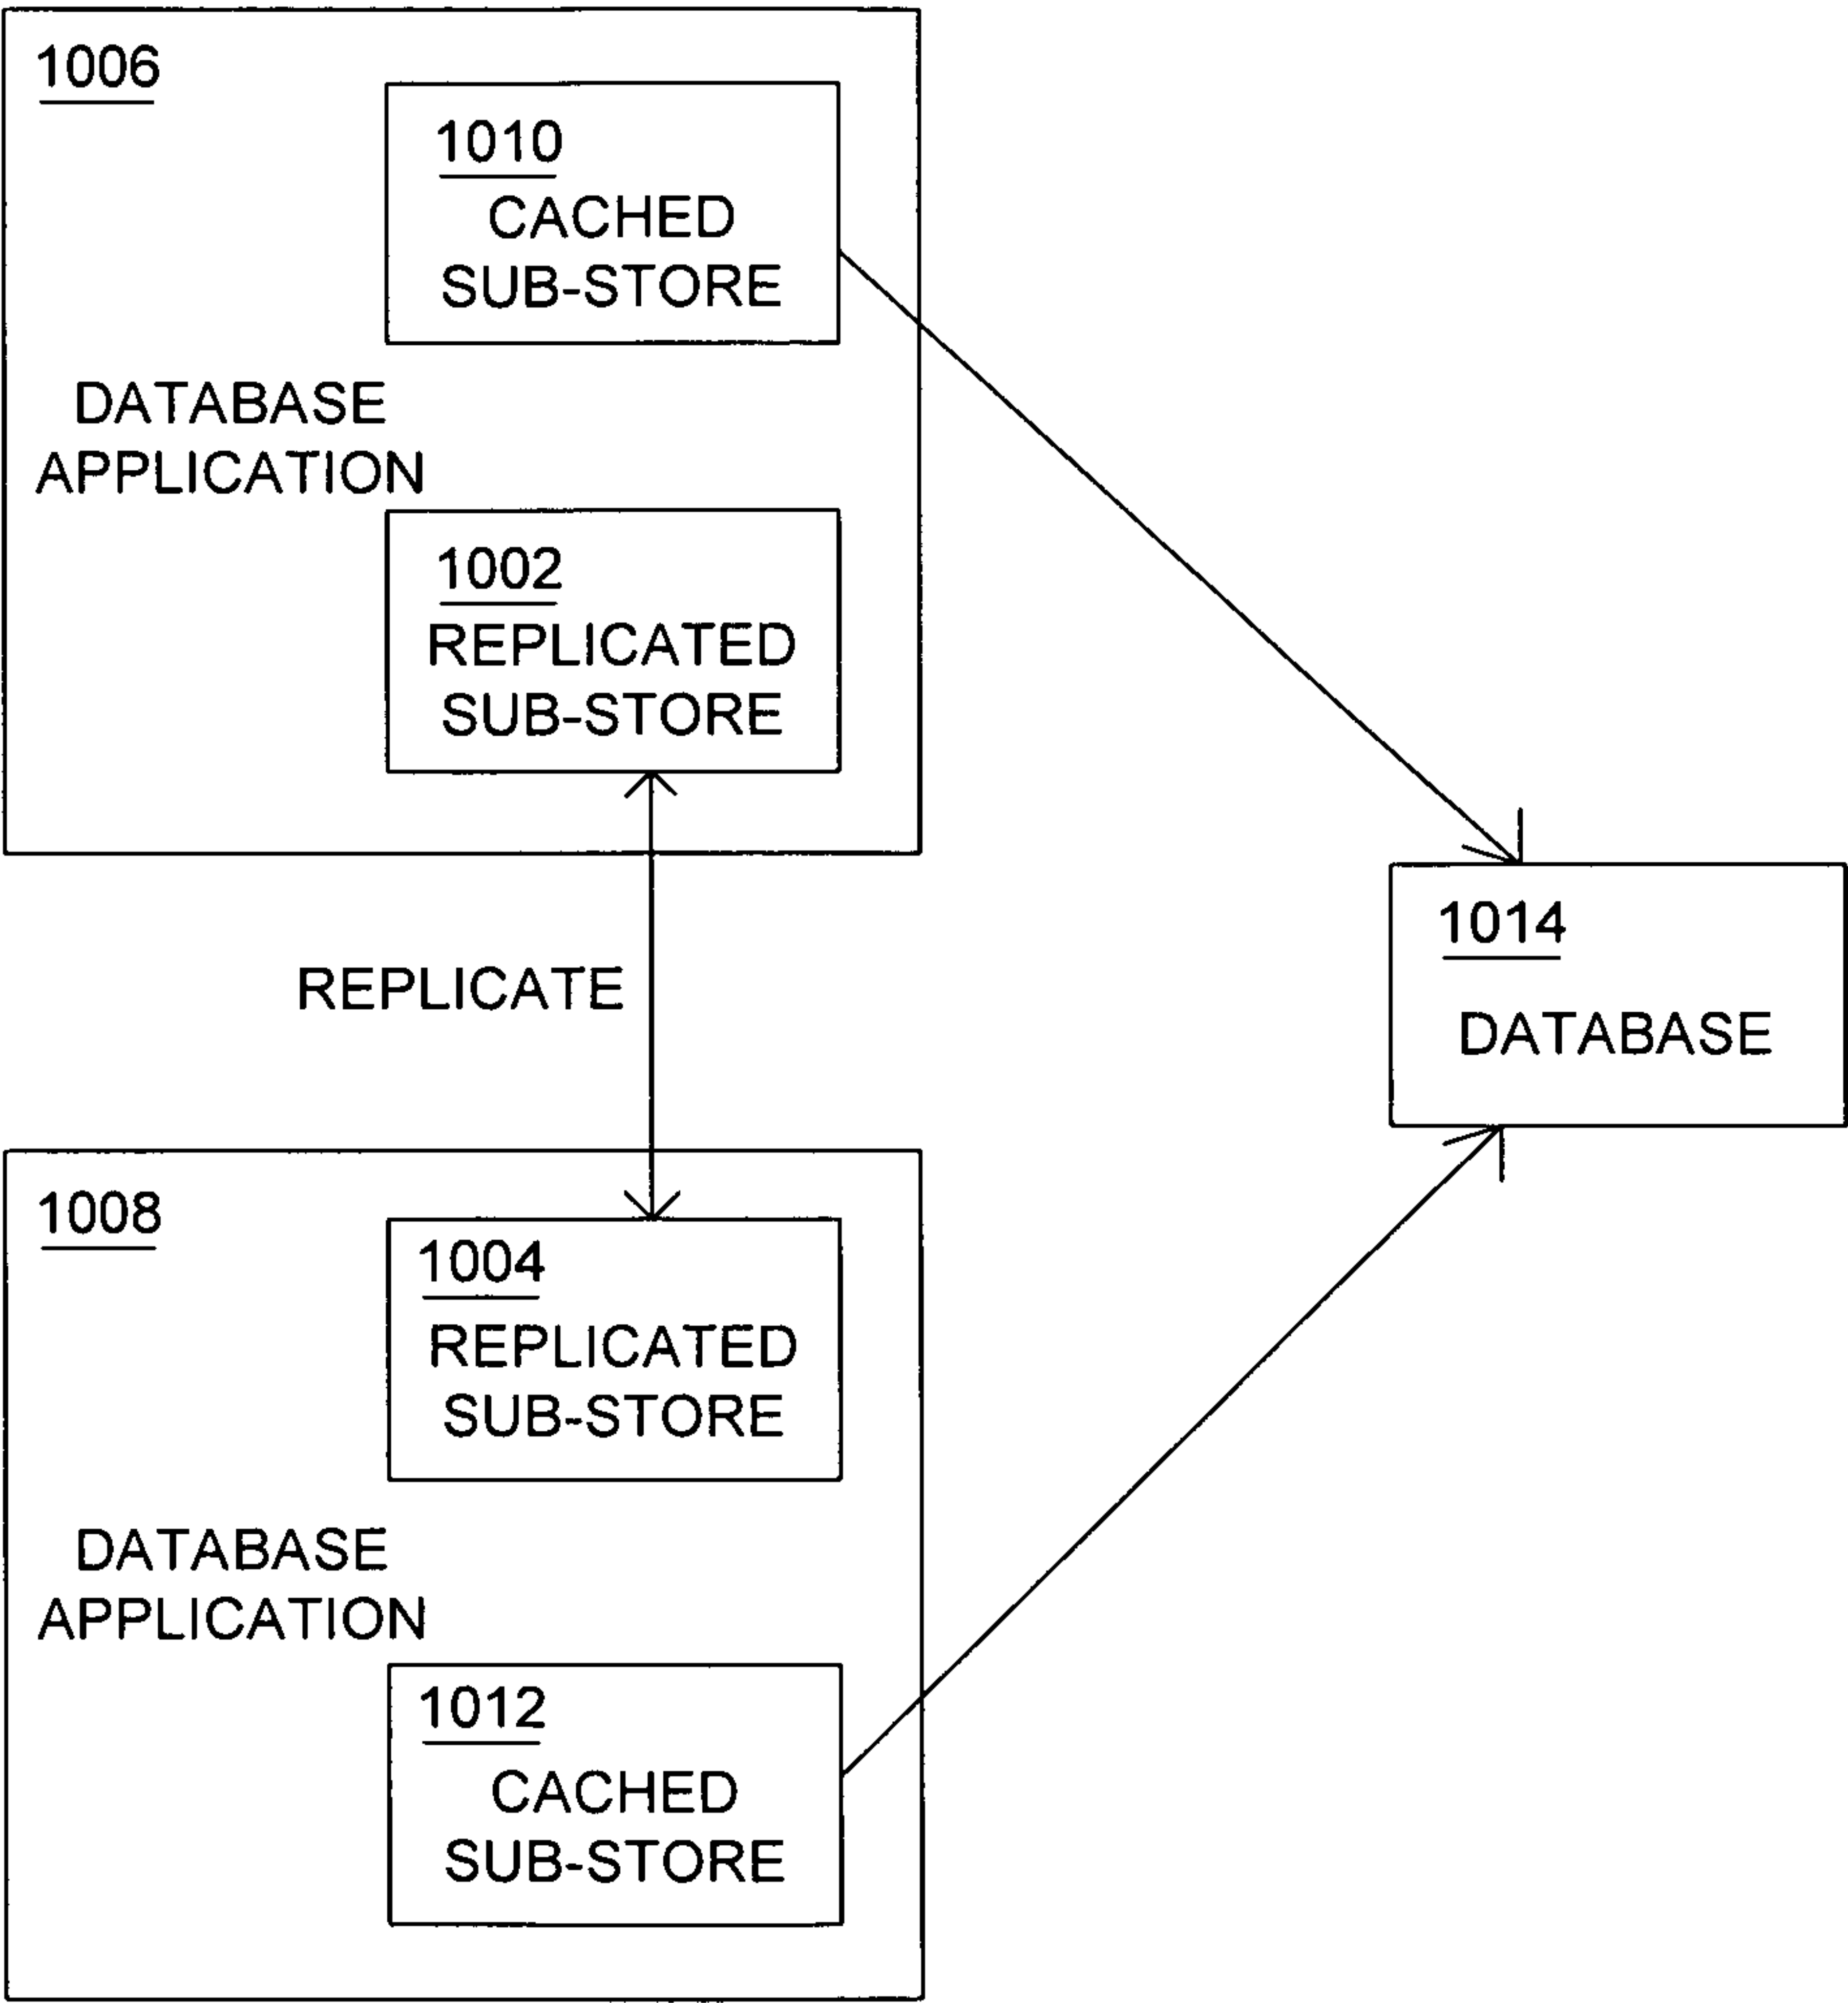 1006
1010
CACHED
SUB-STORE
DATABASE
APPLICATION
1002
REPLICATED
SUB-STORE
REPLICATE
1014
DATABASE
1008
1004
REPLICATED
SUB-STORE
DATABASE
APPLICATION
1012
CACHED
SUB-STORE